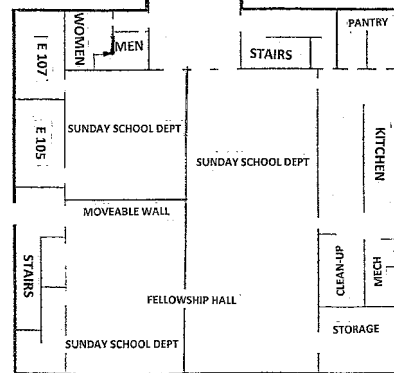 PANTRY
WOMEN
MEN
STAIRS
E 107
SUNDAY SCHOOL DEPT
SUNDAY SCHOOL DEPT
E 105
KITCHEN
MOVEABLE WALL
STAIRS
CLEAN-UP
MECH
FELLOWSHIP HALL
STORAGE
SUNDAY SCHOOL DEPT